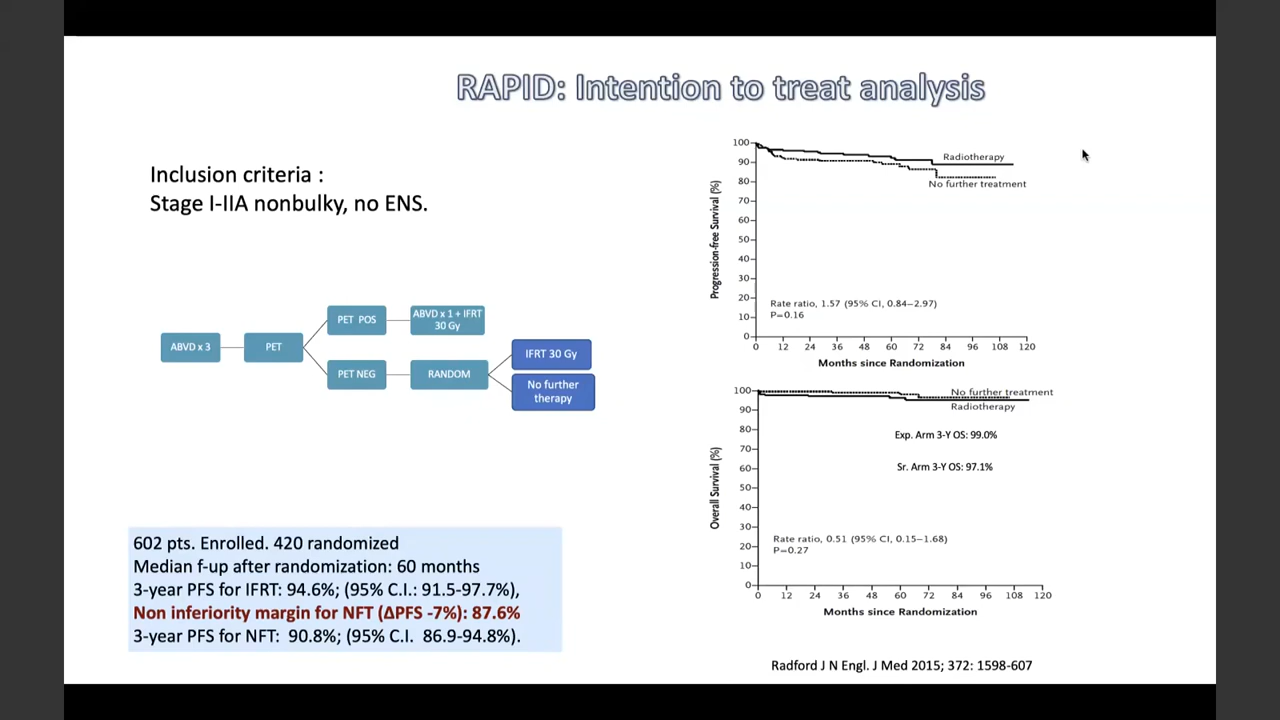 RAPID: Intention to treat analysis
Inclusion criteria :
Stage I-IIA nonbulky, no ENS.
ABVD x 3
PET
PET POS
ABVD x 1 + IFRT
30 Gy
PET NEG
RANDOM
IFRT 30 Gy
No further
therapy
602 pts. Enrolled. 420 randomized
Median f-up after randomization: 60 months
3-year PFS for IFRT: 94.6%; (95% C.I.: 91.5-97.7%),
Non inferiority margin for NFT (ΔPFS -7%): 87.6%
3-year PFS for NFT: 90.8%; (95% C.I. 86.9-94.8%).
Progression-free Survival (%)
100
90
80
70
60
50
40
30
20
10
0
Radiotherapy
No further treatment
Rate ratio, 1.57 (95% CI, 0.84–2.97)
P=0.16
0 12 24 36 48 60 72 84 96 108 120
Months since Randomization
Overall Survival (%)
100
90
80
70
60
50
40
30
20
10
0
No further treatment
Radiotherapy
Exp. Arm 3-Y OS: 99.0%
Sr. Arm 3-Y OS: 97.1%
Rate ratio, 0.51 (95% CI, 0.15–1.68)
P=0.27
0 12 24 36 48 60 72 84 96 108 120
Months since Randomization
Radford J N Engl. J Med 2015; 372: 1598-607